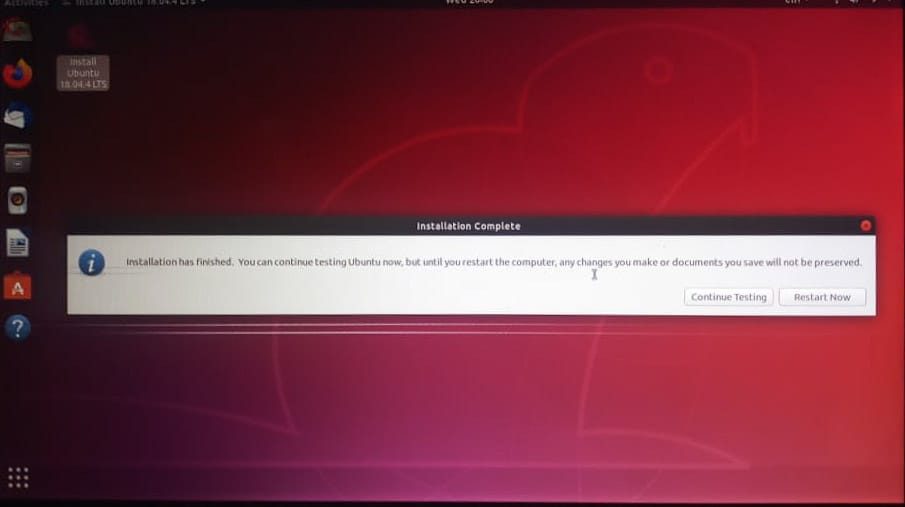 Activities
Install Ubuntu 18.04.4 LTS
Wed 20:00
Install
Ubuntu
18.04.4 LTS
Installation Complete
Installation has finished. You can continue testing Ubuntu now, but until you restart the computer, any changes you make or documents you save will not be preserved.
Continue Testing
Restart Now